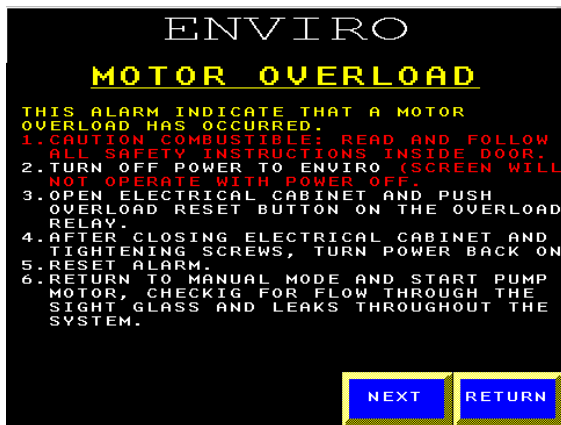 ENVIRO
MOTOR OVERLOAD
THIS ALARM INDICATE THAT A MOTOR
OVERLOAD HAS OCCURRED.
1.CAUTION COMBUSTIBLE: READ AND FOLLOW
ALL SAFETY INSTRUCTIONS INSIDE DOOR.
2.TURN OFF POWER TO ENVIRO (SCREEN WILL
NOT OPERATE WITH POWER OFF.
3.OPEN ELECTRICAL CABINET AND PUSH
OVERLOAD RESET BUTTON ON THE OVERLOAD
RELAY.
4.AFTER CLOSING ELECTRICAL CABINET AND
TIGHTENING SCREWS, TURN POWER BACK ON
5.RESET ALARM.
6.RETURN TO MANUAL MODE AND START PUMP
MOTOR, CHECKIG FOR FLOW THROUGH THE
SIGHT GLASS AND LEAKS THROUGHOUT THE
SYSTEM.
NEXT RETURN